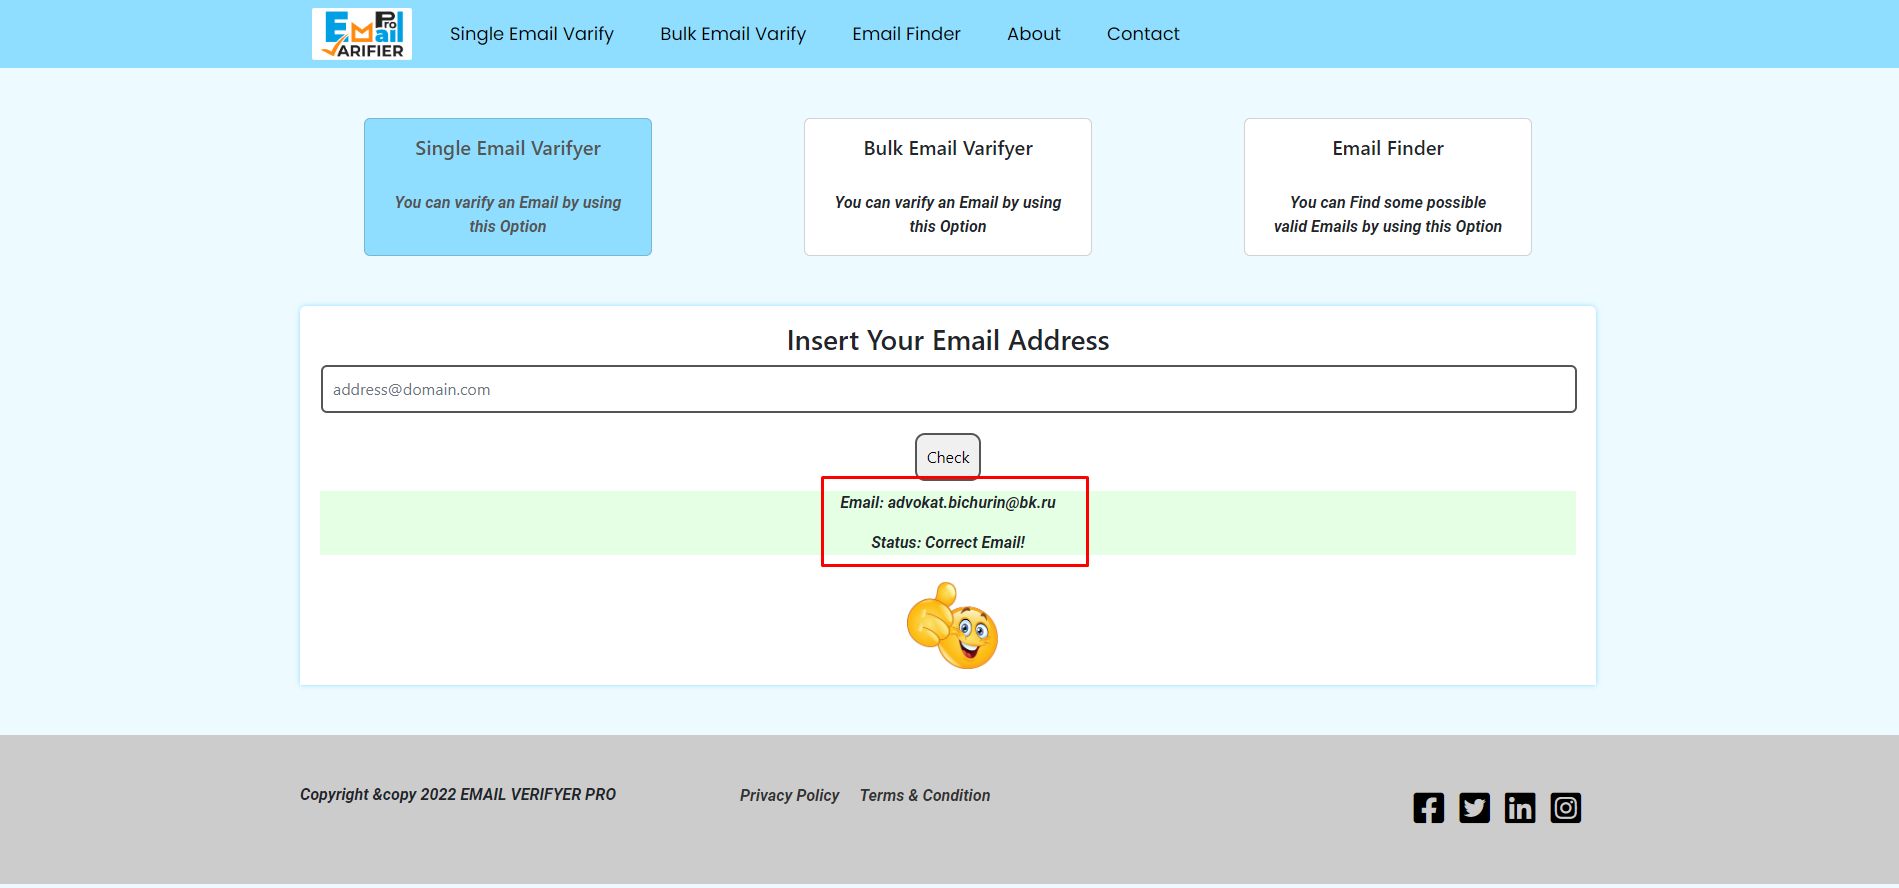 Email Pro
VARIFIER
Single Email Varify
Bulk Email Varify
Email Finder
About
Contact
Single Email Varifyer
You can varify an Email by using
this Option
Bulk Email Varifyer
You can varify an Email by using
this Option
Email Finder
You can Find some possible
valid Emails by using this Option
Insert Your Email Address
address@domain.com
Check
Email: advokat.bichurin@bk.ru
Status: Correct Email!
Copyright &copy 2022 EMAIL VERIFYER PRO
Privacy Policy
Terms & Condition